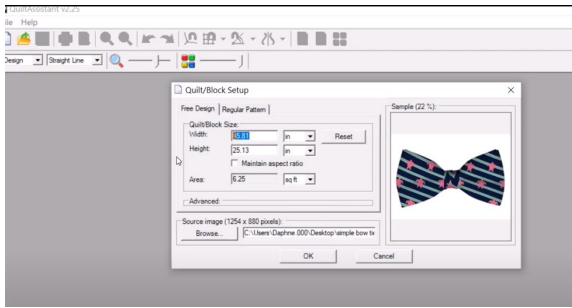 QuiltAssistant v2.25
ile Help
Design Straight Line
Quilt/Block Setup
Free Design Regular Pattern
Quilt/Block Size:
Width: 35.81 in Reset
Height: 25.13 in
Maintain aspect ratio
Area: 6.25 sq ft
Advanced:
Source image (1254 x 880 pixels):
Browse... C:\Users\Daphne.000\Desktop\simple bow tie
OK Cancel
Sample (22 %):